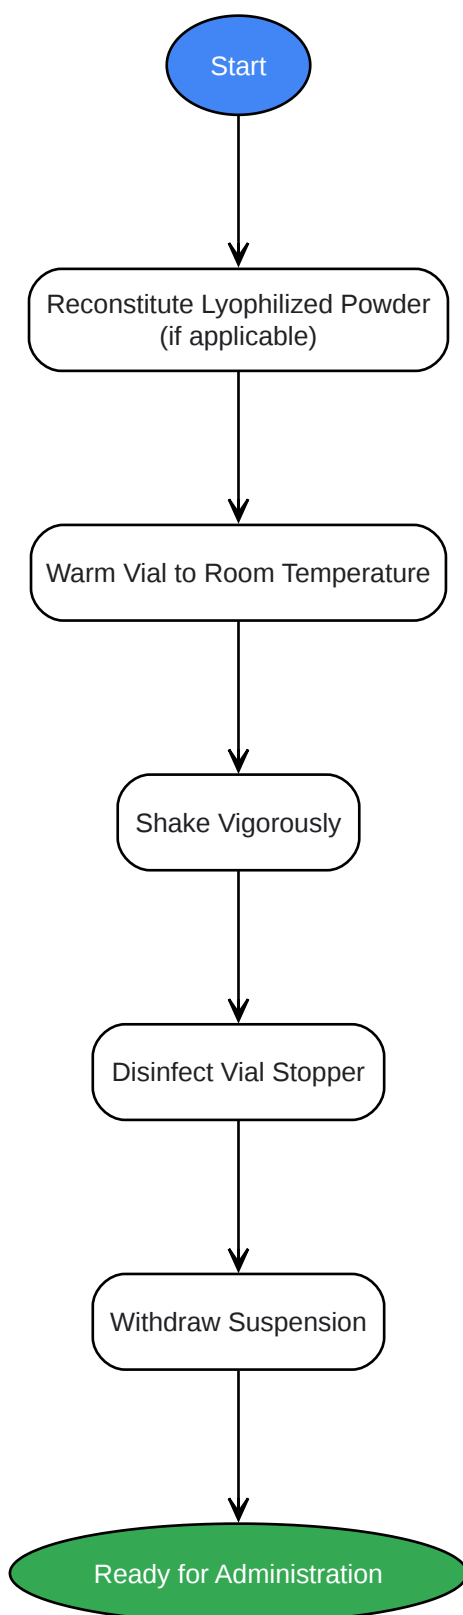 Start
Reconstitute Lyophilized Powder
(if applicable)
Warm Vial to Room Temperature
Shake Vigorously
Disinfect Vial Stopper
Withdraw Suspension
Ready for Administration